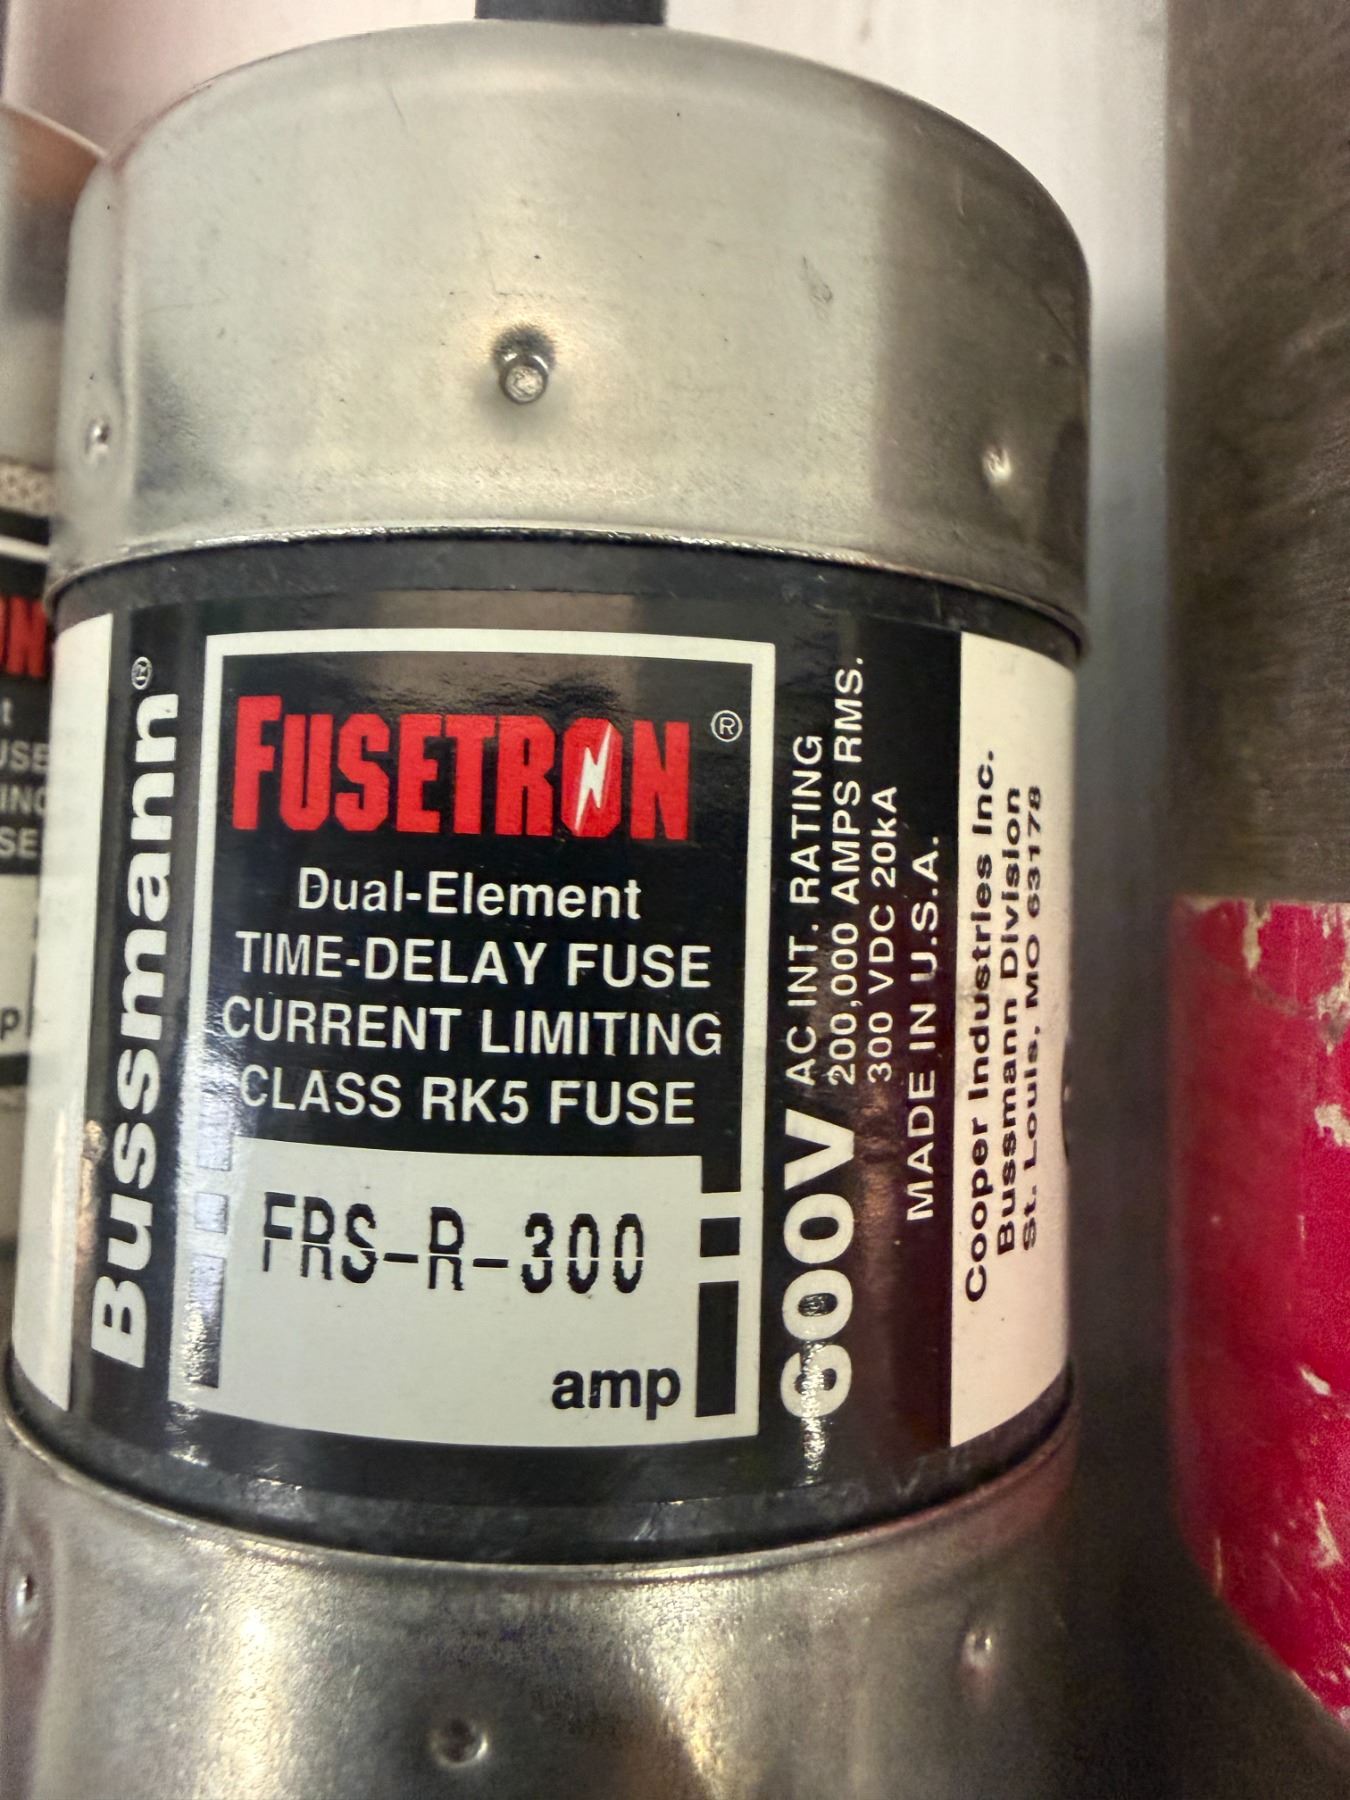 Bussmann®
FUSETRON®
Dual-Element
TIME-DELAY FUSE
CURRENT LIMITING
CLASS RK5 FUSE
FRS-R-300
amp
600V
AC INT. RATING
200,000 AMPS RMS.
300 VDC 20kA
MADE IN U.S.A.
Cooper Industries Inc.
Bussmann Division
St. Louis, MO 63178